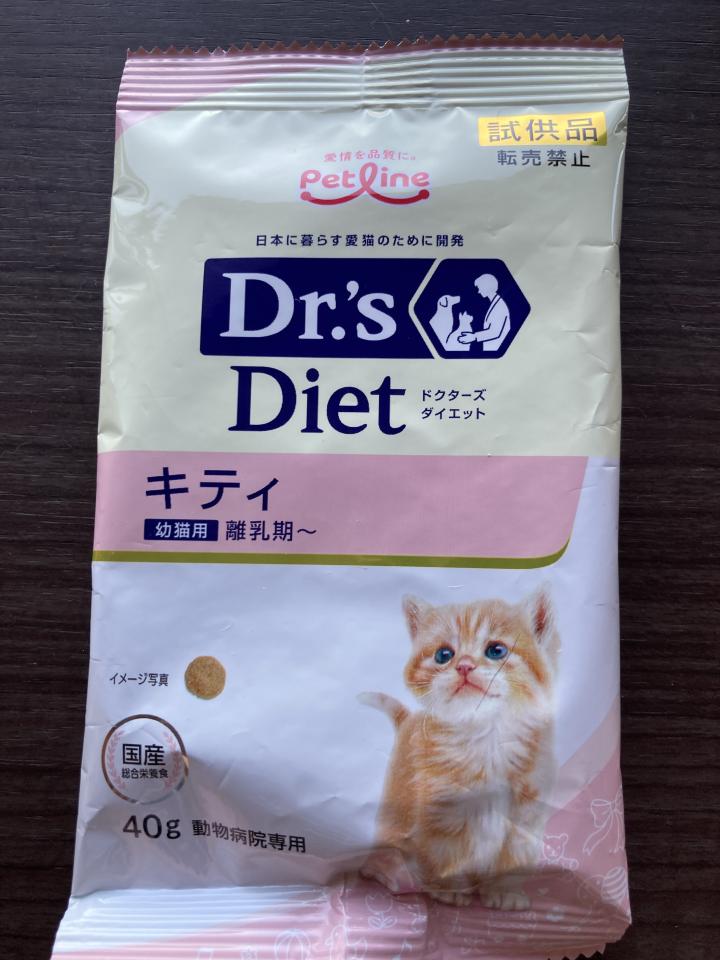 試供品
転売禁止
愛情を品質に。
Petline
日本に暮らす愛猫のために開発
Dr.'s
Diet
ドクターズ
ダイエット
キティ
幼猫用 離乳期～
イメージ写真
国産
総合栄養食
40g 動物病院専用